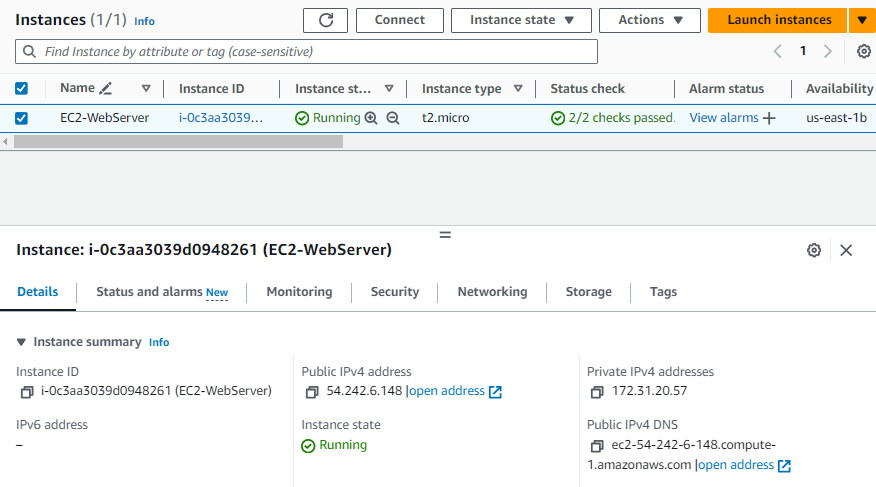 Instances (1/1) Info
Connect
Instance state
Actions
Launch instances
Find Instance by attribute or tag (case-sensitive)
1
Name Instance ID Instance st... Instance type Status check Alarm status Availability
EC2-WebServer i-0c3aa3039... Running t2.micro 2/2 checks passed. View alarms us-east-1b
Instance: i-0c3aa3039d0948261 (EC2-WebServer)
Details Status and alarms New Monitoring Security Networking Storage Tags
Instance summary Info
Instance ID
i-0c3aa3039d0948261 (EC2-WebServer)
Public IPv4 address
54.242.6.148 |open address
Private IPv4 addresses
172.31.20.57
IPv6 address
–
Instance state
Running
Public IPv4 DNS
ec2-54-242-6-148.compute-
1.amazonaws.com |open address